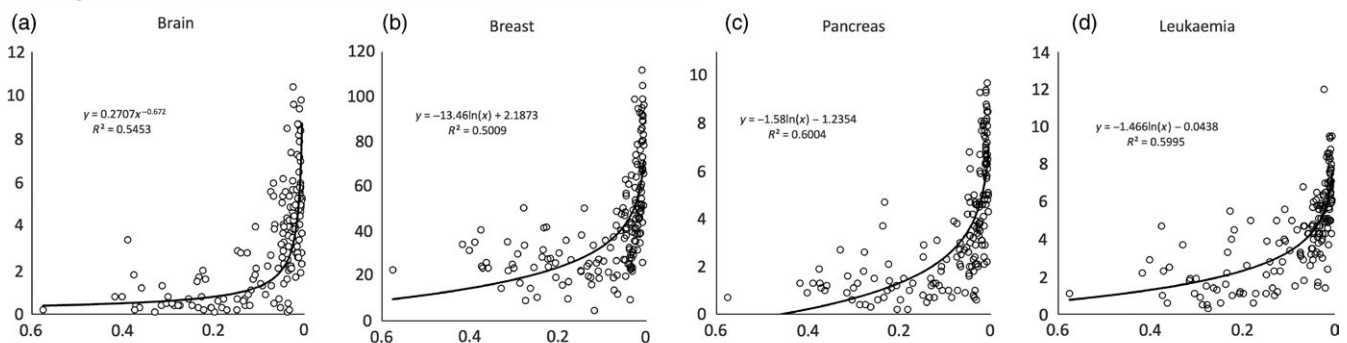 (a) Brain
12
10
8
6
4
2
0
0.6 0.4 0.2 0
y = 0.2707x^−0.672
R² = 0.5453
(b) Breast
120
100
80
60
40
20
0
0.6 0.4 0.2 0
y = −13.46ln(x) + 2.1873
R² = 0.5009
(c) Pancreas
10
8
6
4
2
0
0.6 0.4 0.2 0
y = −1.58ln(x) − 1.2354
R² = 0.6004
(d) Leukaemia
14
12
10
8
6
4
2
0
0.6 0.4 0.2 0
y = −1.466ln(x) − 0.0438
R² = 0.5995